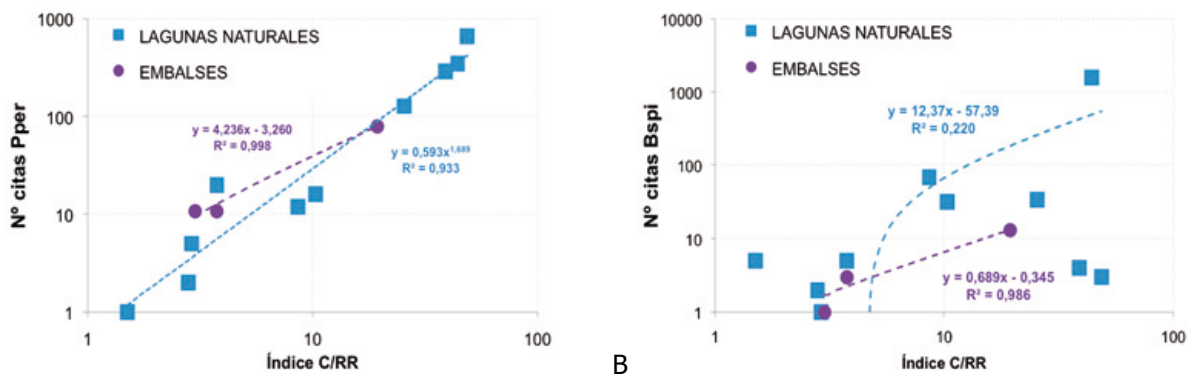 1000
100
10
1
Nº citas Pper
LAGUNAS NATURALES
EMBALSES
y = 4,236x - 3,260
R² = 0,998
y = 0,593x^1,689
R² = 0,933
1 10 100
Índice C/RR
B
10000
1000
100
10
1
Nº citas Bspi
LAGUNAS NATURALES
EMBALSES
y = 12,37x - 57,39
R² = 0,220
y = 0,689x - 0,345
R² = 0,986
1 10 100
Índice C/RR